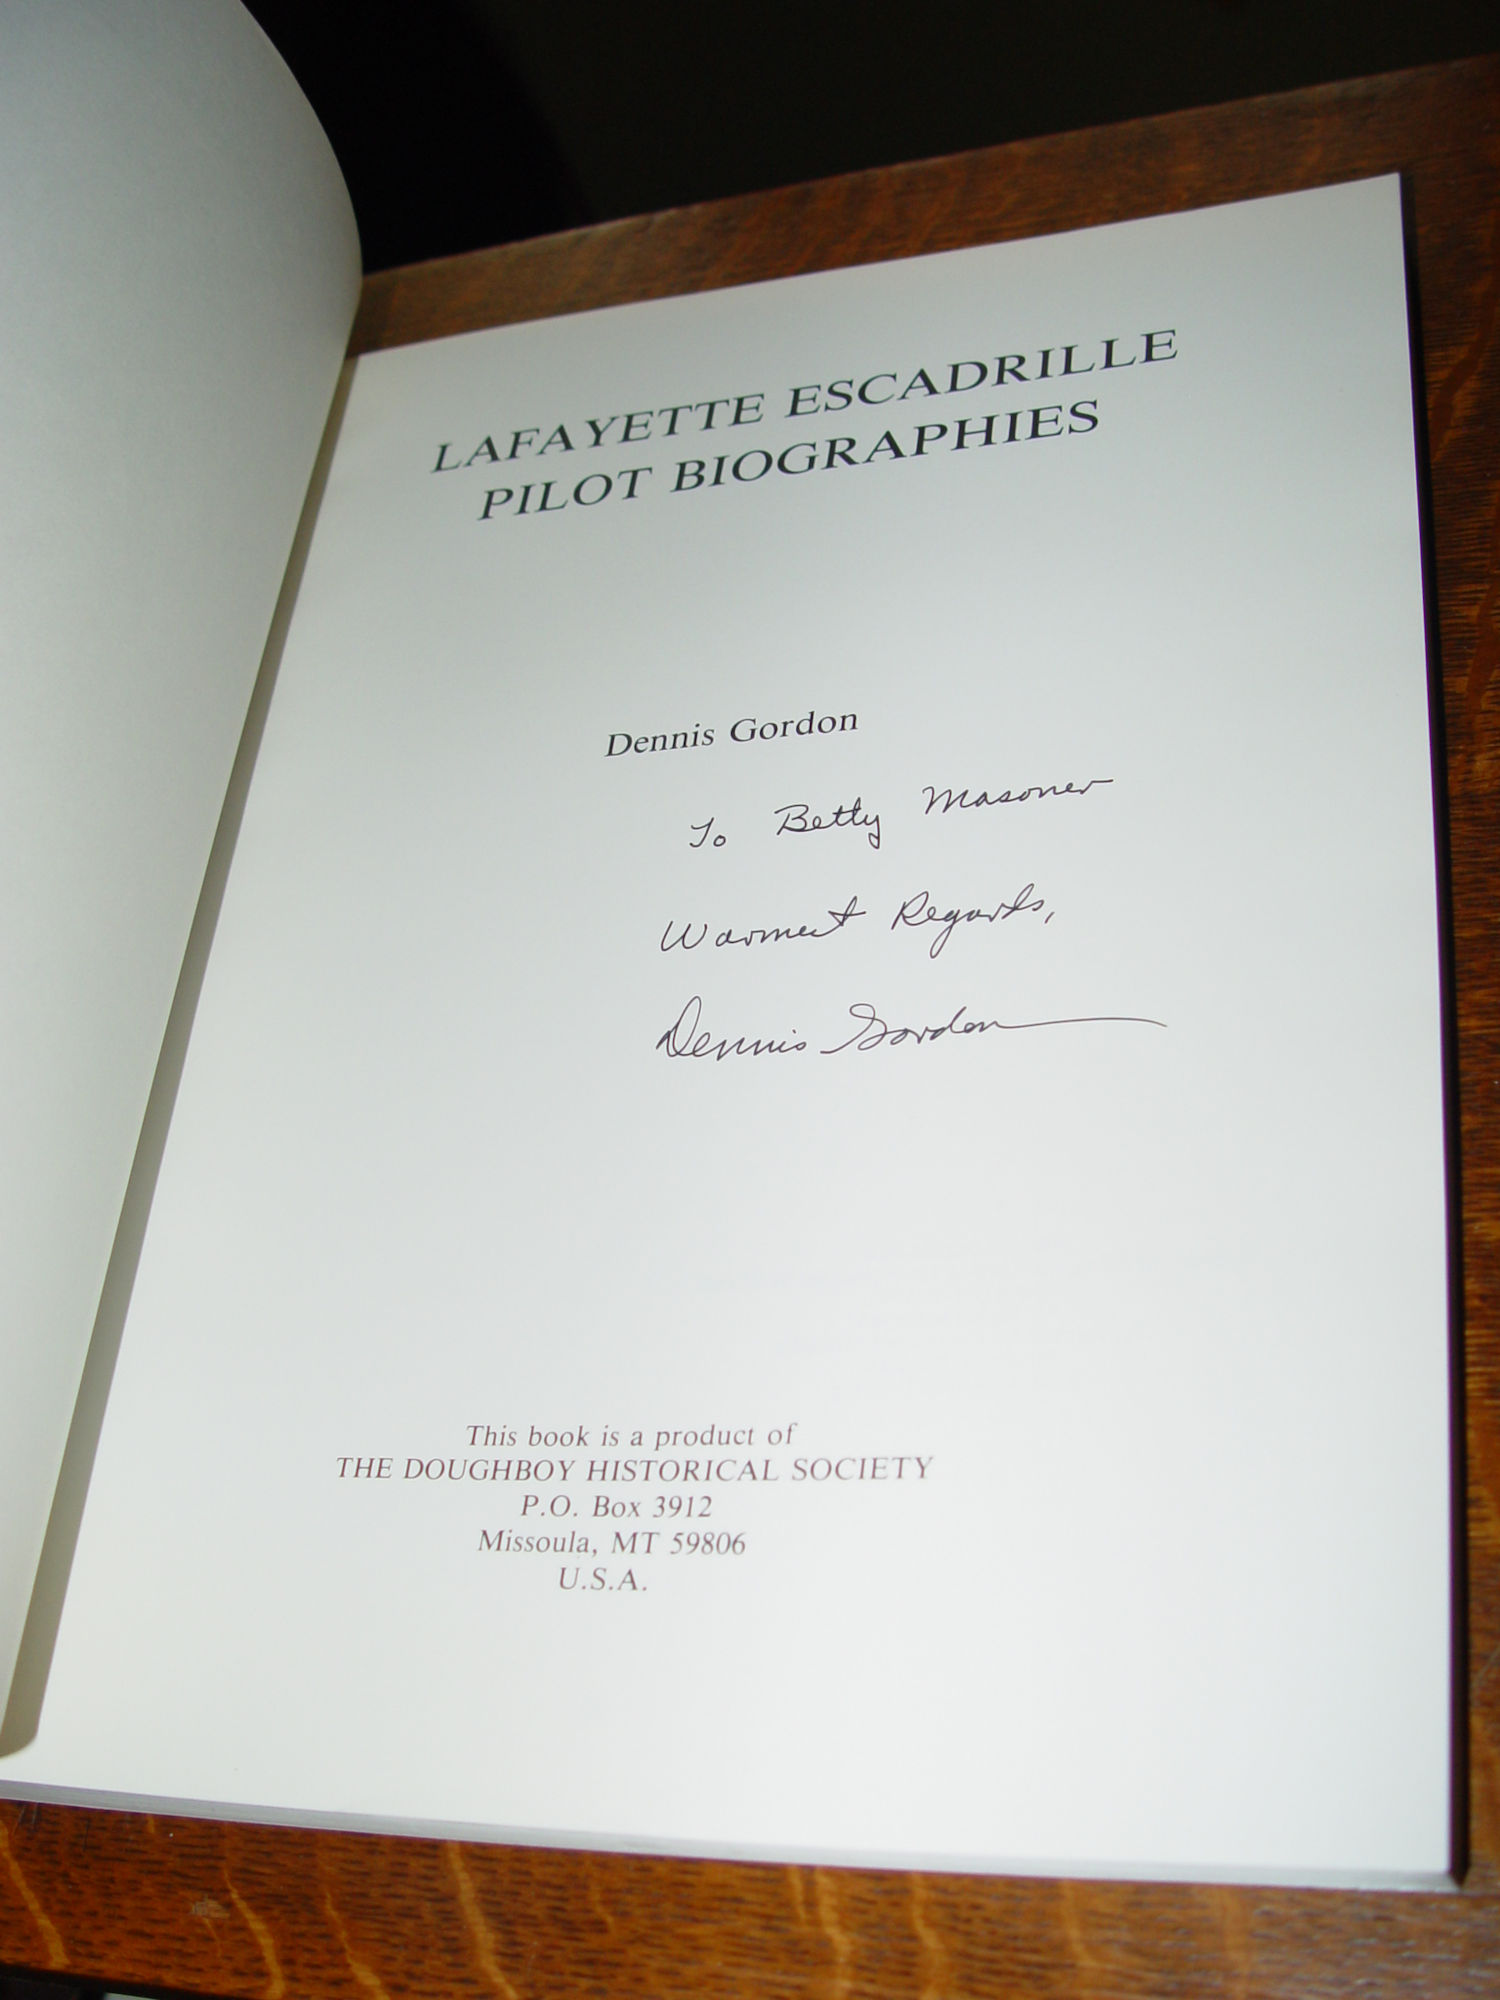 LAFAYETTE ESCADRILLE
PILOT BIOGRAPHIES
Dennis Gordon
To Betty Masoner
Warmest Regards,
Dennis Gordon
This book is a product of
THE DOUGHBOY HISTORICAL SOCIETY
P.O. Box 3912
Missoula, MT 59806
U.S.A.